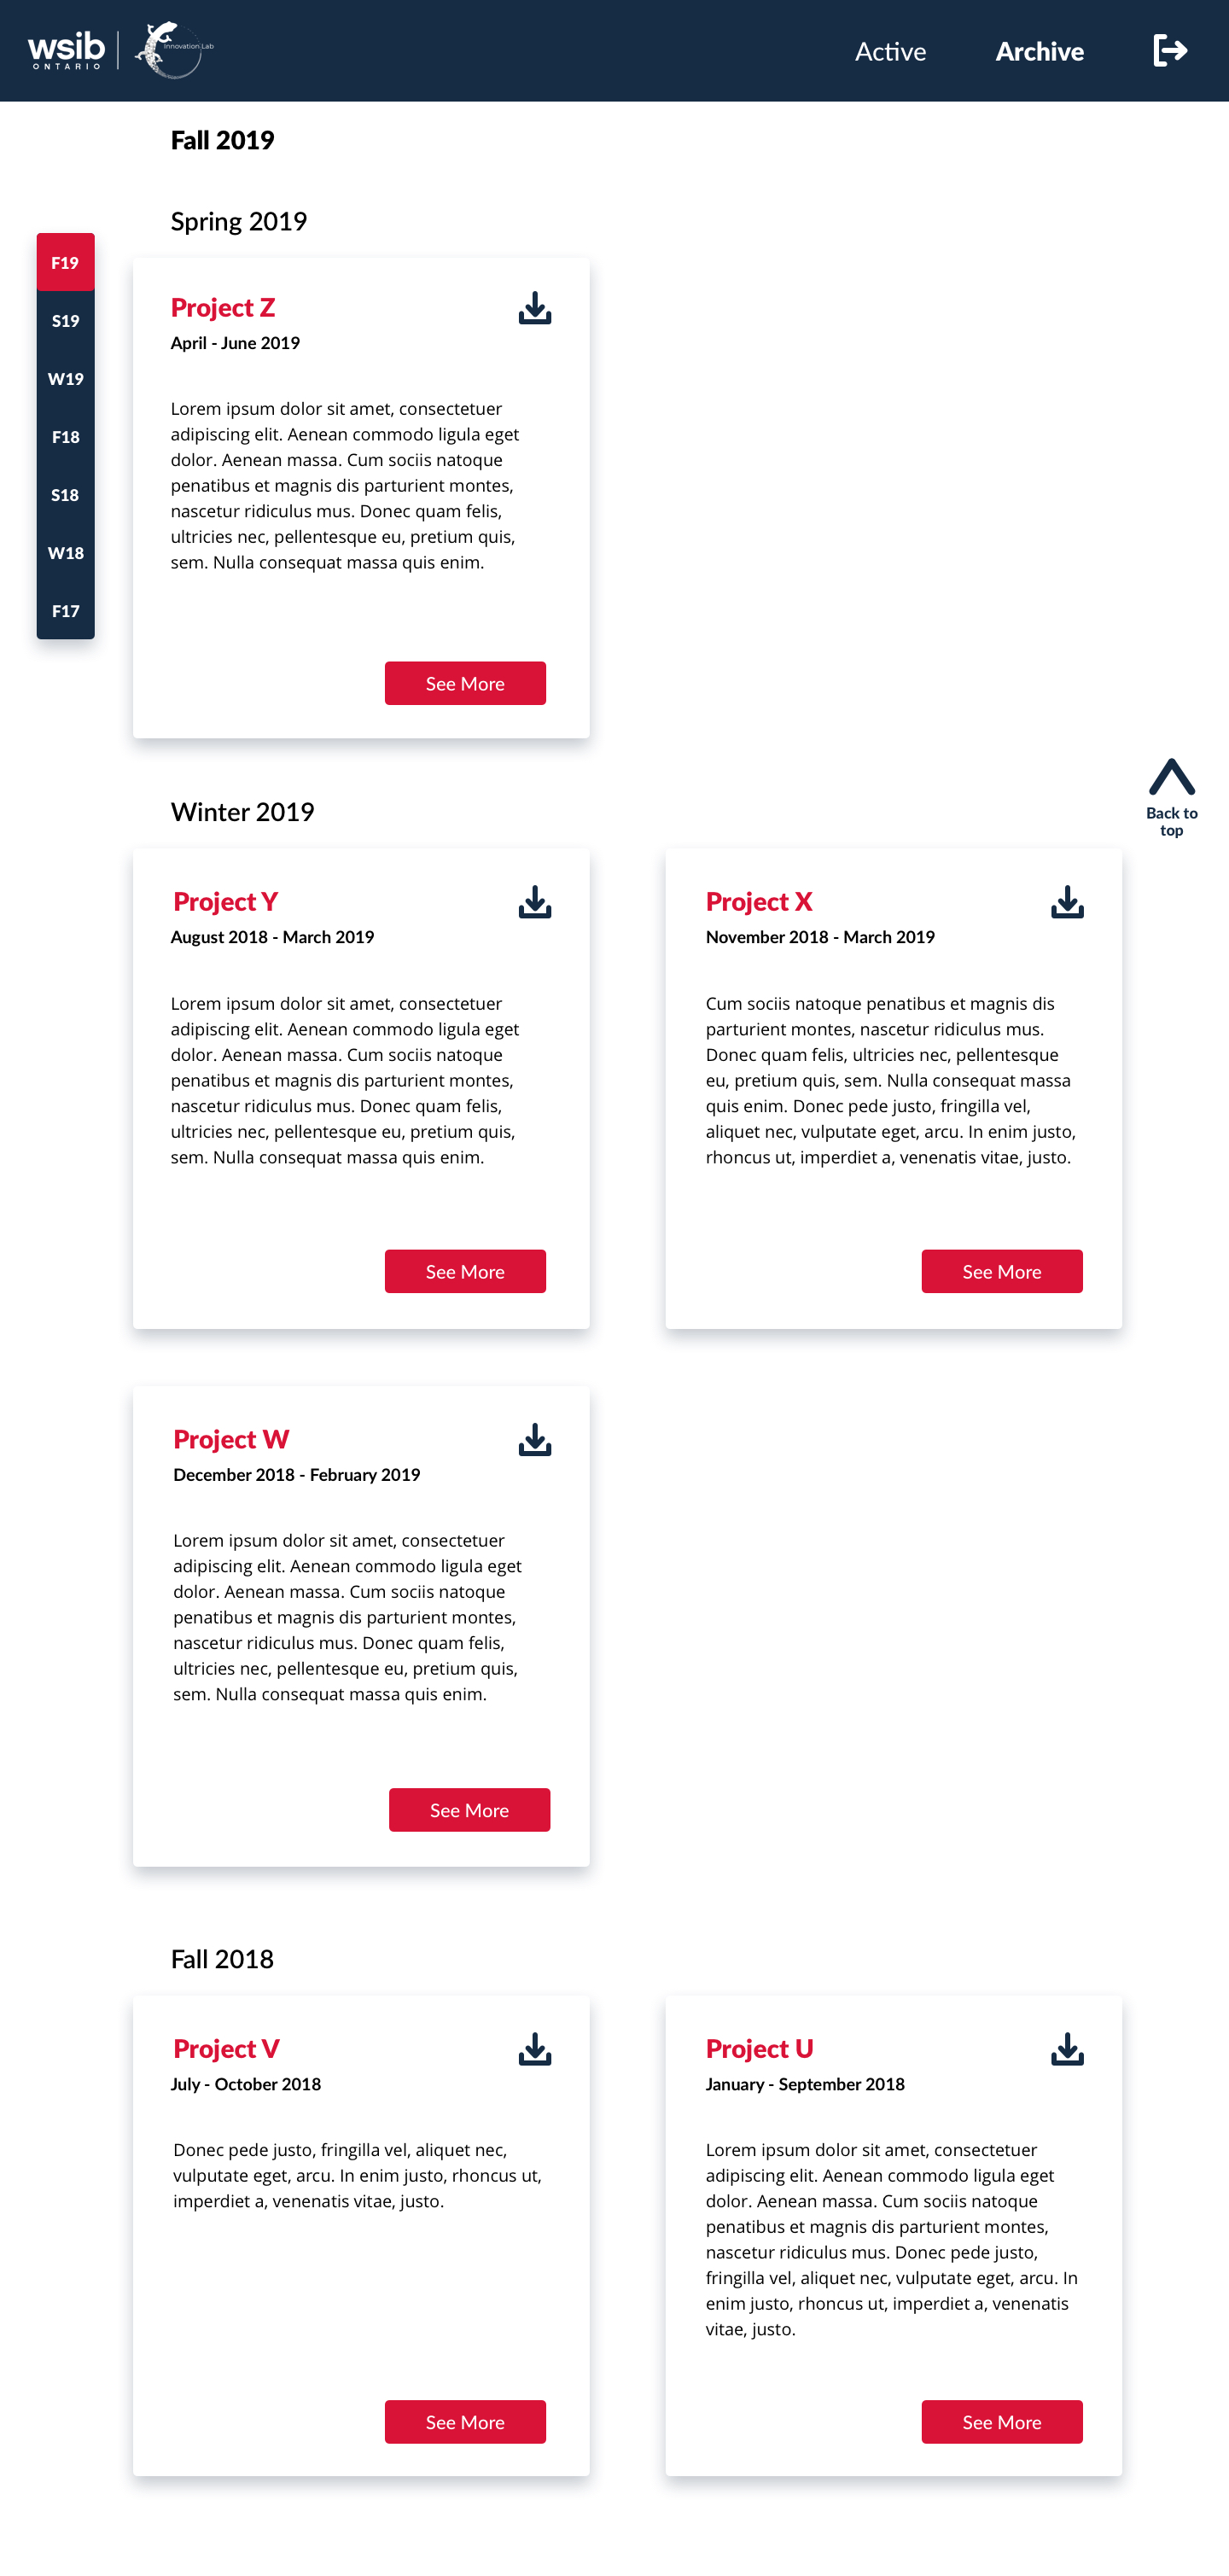 wsib
ONTARIO
Innovation Lab
Active
Archive
Fall 2019
Spring 2019
F19
S19
W19
F18
S18
W18
F17
Project Z
April - June 2019
Lorem ipsum dolor sit amet, consectetuer
adipiscing elit. Aenean commodo ligula eget
dolor. Aenean massa. Cum sociis natoque
penatibus et magnis dis parturient montes,
nascetur ridiculus mus. Donec quam felis,
ultricies nec, pellentesque eu, pretium quis,
sem. Nulla consequat massa quis enim.
See More
Back to
top
Winter 2019
Project Y
August 2018 - March 2019
Lorem ipsum dolor sit amet, consectetuer
adipiscing elit. Aenean commodo ligula eget
dolor. Aenean massa. Cum sociis natoque
penatibus et magnis dis parturient montes,
nascetur ridiculus mus. Donec quam felis,
ultricies nec, pellentesque eu, pretium quis,
sem. Nulla consequat massa quis enim.
See More
Project X
November 2018 - March 2019
Cum sociis natoque penatibus et magnis dis
parturient montes, nascetur ridiculus mus.
Donec quam felis, ultricies nec, pellentesque
eu, pretium quis, sem. Nulla consequat massa
quis enim. Donec pede justo, fringilla vel,
aliquet nec, vulputate eget, arcu. In enim justo,
rhoncus ut, imperdiet a, venenatis vitae, justo.
See More
Project W
December 2018 - February 2019
Lorem ipsum dolor sit amet, consectetuer
adipiscing elit. Aenean commodo ligula eget
dolor. Aenean massa. Cum sociis natoque
penatibus et magnis dis parturient montes,
nascetur ridiculus mus. Donec quam felis,
ultricies nec, pellentesque eu, pretium quis,
sem. Nulla consequat massa quis enim.
See More
Fall 2018
Project V
July - October 2018
Donec pede justo, fringilla vel, aliquet nec,
vulputate eget, arcu. In enim justo, rhoncus ut,
imperdiet a, venenatis vitae, justo.
See More
Project U
January - September 2018
Lorem ipsum dolor sit amet, consectetuer
adipiscing elit. Aenean commodo ligula eget
dolor. Aenean massa. Cum sociis natoque
penatibus et magnis dis parturient montes,
nascetur ridiculus mus. Donec pede justo,
fringilla vel, aliquet nec, vulputate eget, arcu. In
enim justo, rhoncus ut, imperdiet a, venenatis
vitae, justo.
See More